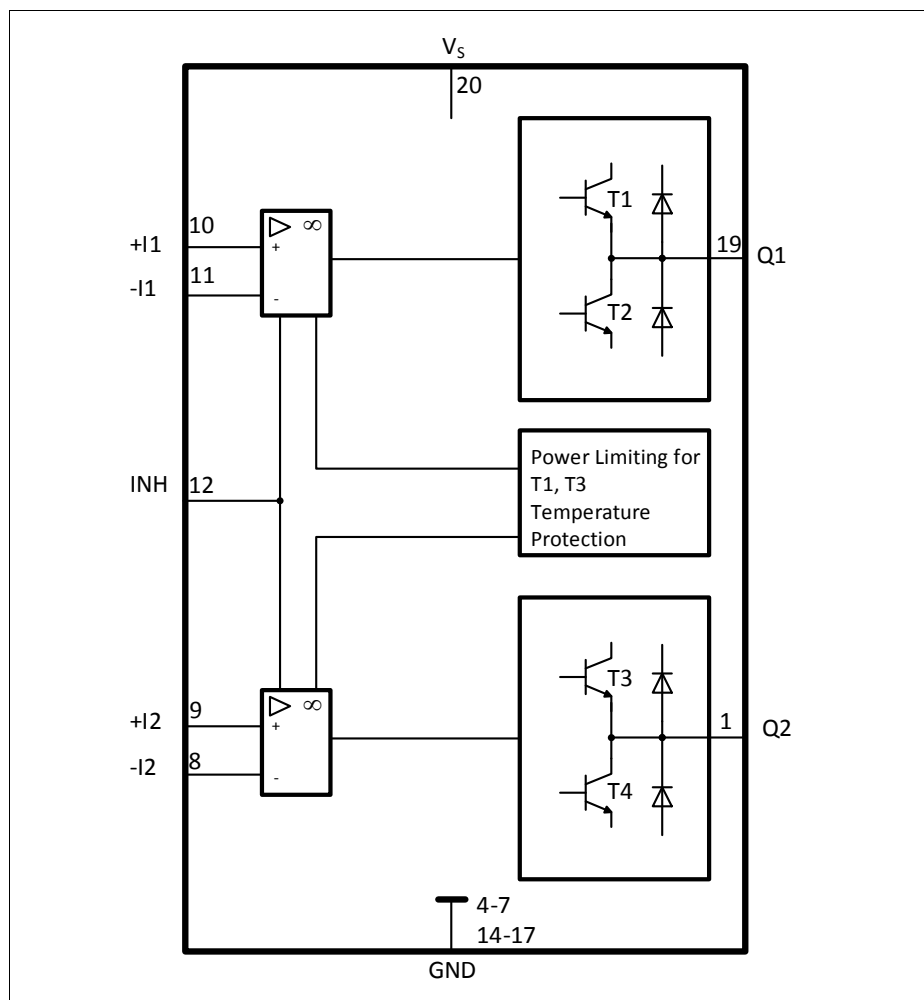 V_S
20
T1
10
∞
+I1
+
19
Q1
11
-I1
-
T2
Power Limiting for
T1, T3
Temperature
Protection
INH
12
T3
9
∞
+I2
+
1
Q2
8
-I2
-
T4
4-7
14-17
GND